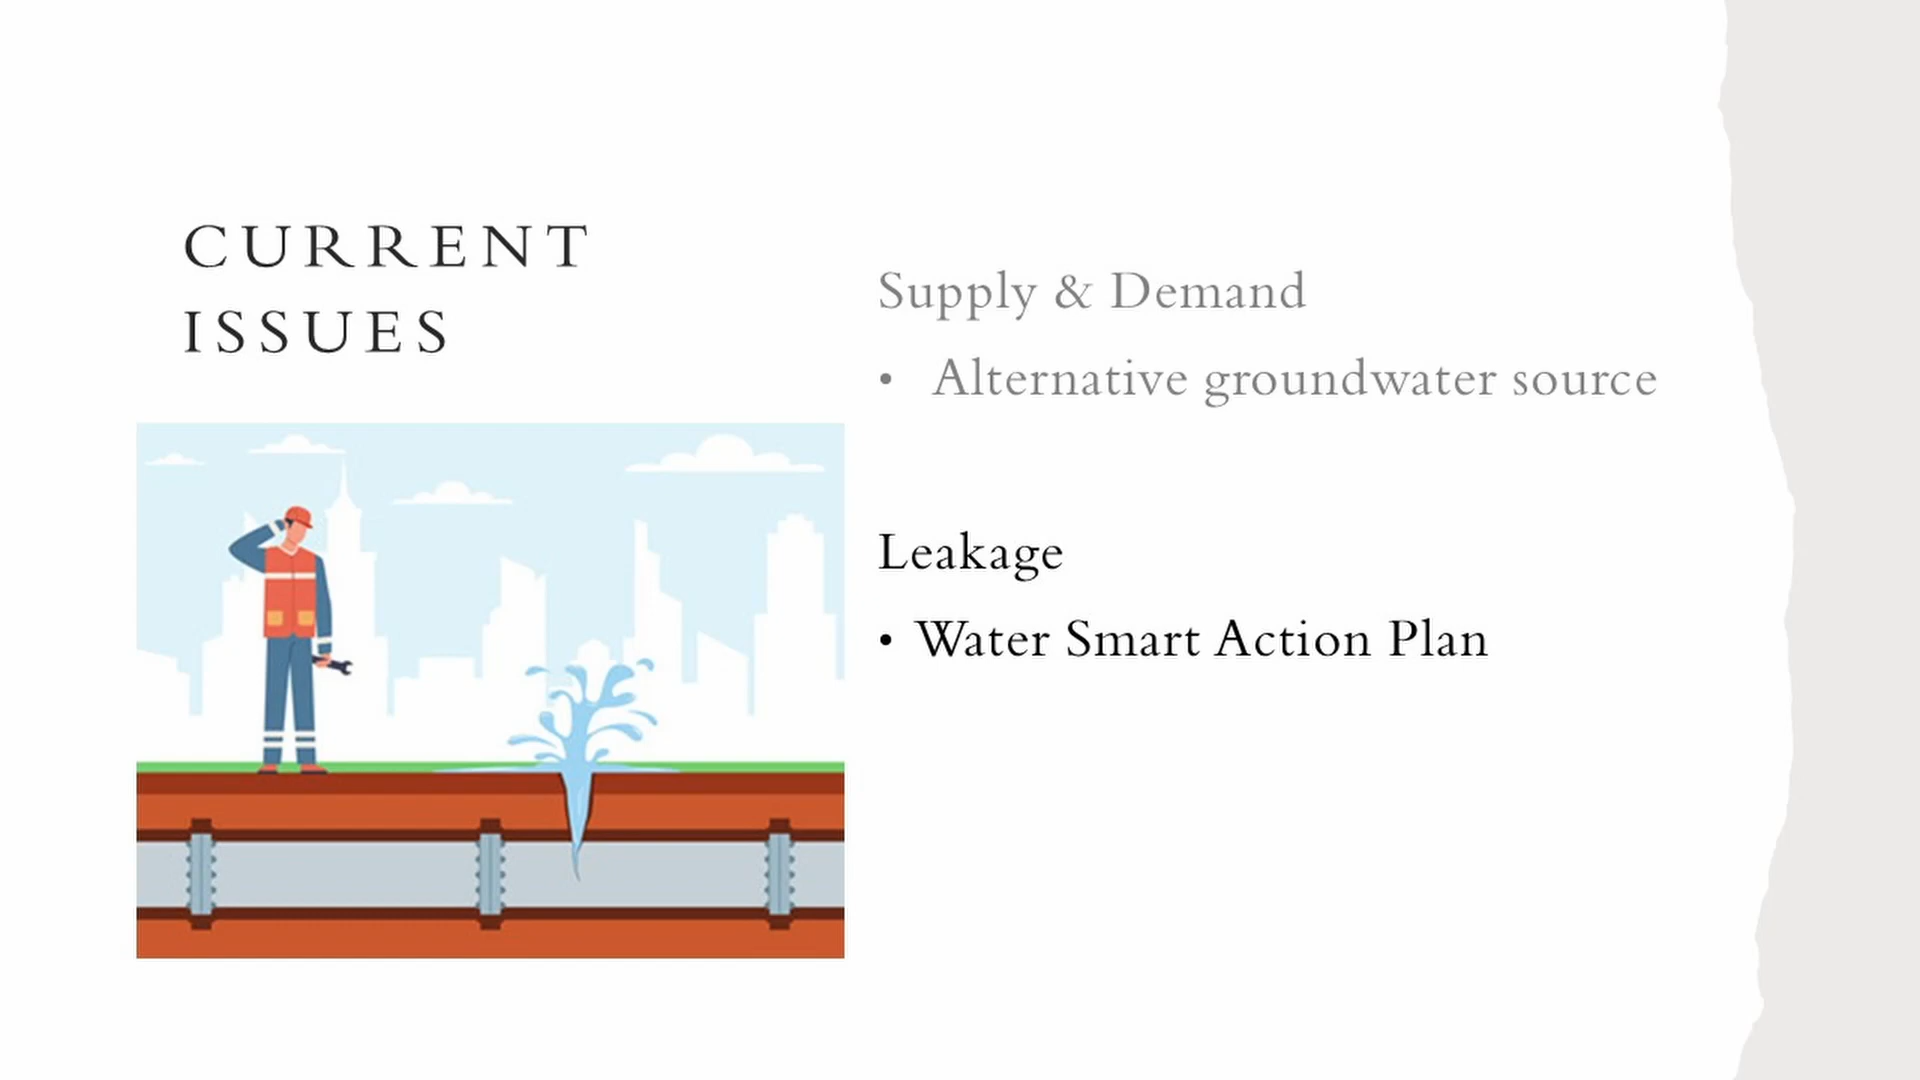 CURRENT
ISSUES
Supply & Demand
• Alternative groundwater source
Leakage
• Water Smart Action Plan